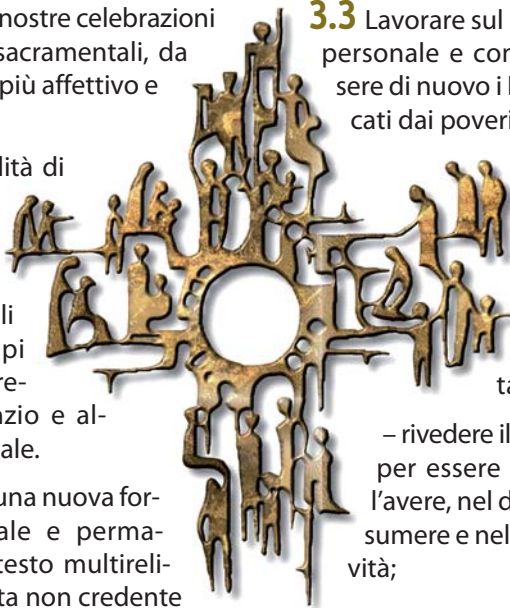 nostre celebrazioni
sacramentali, da
più affettivo e
lità di
li
pi
re-
zio e al-
ale.
una nuova for-
ale e perma-
testo multireli-
ta non credente
3.3 Lavorare sul
personale e con
sere di nuovo i
cati dai poveri
ta
– rivedere il
per essere
l'avere, nel d
sumere e nel
vità;